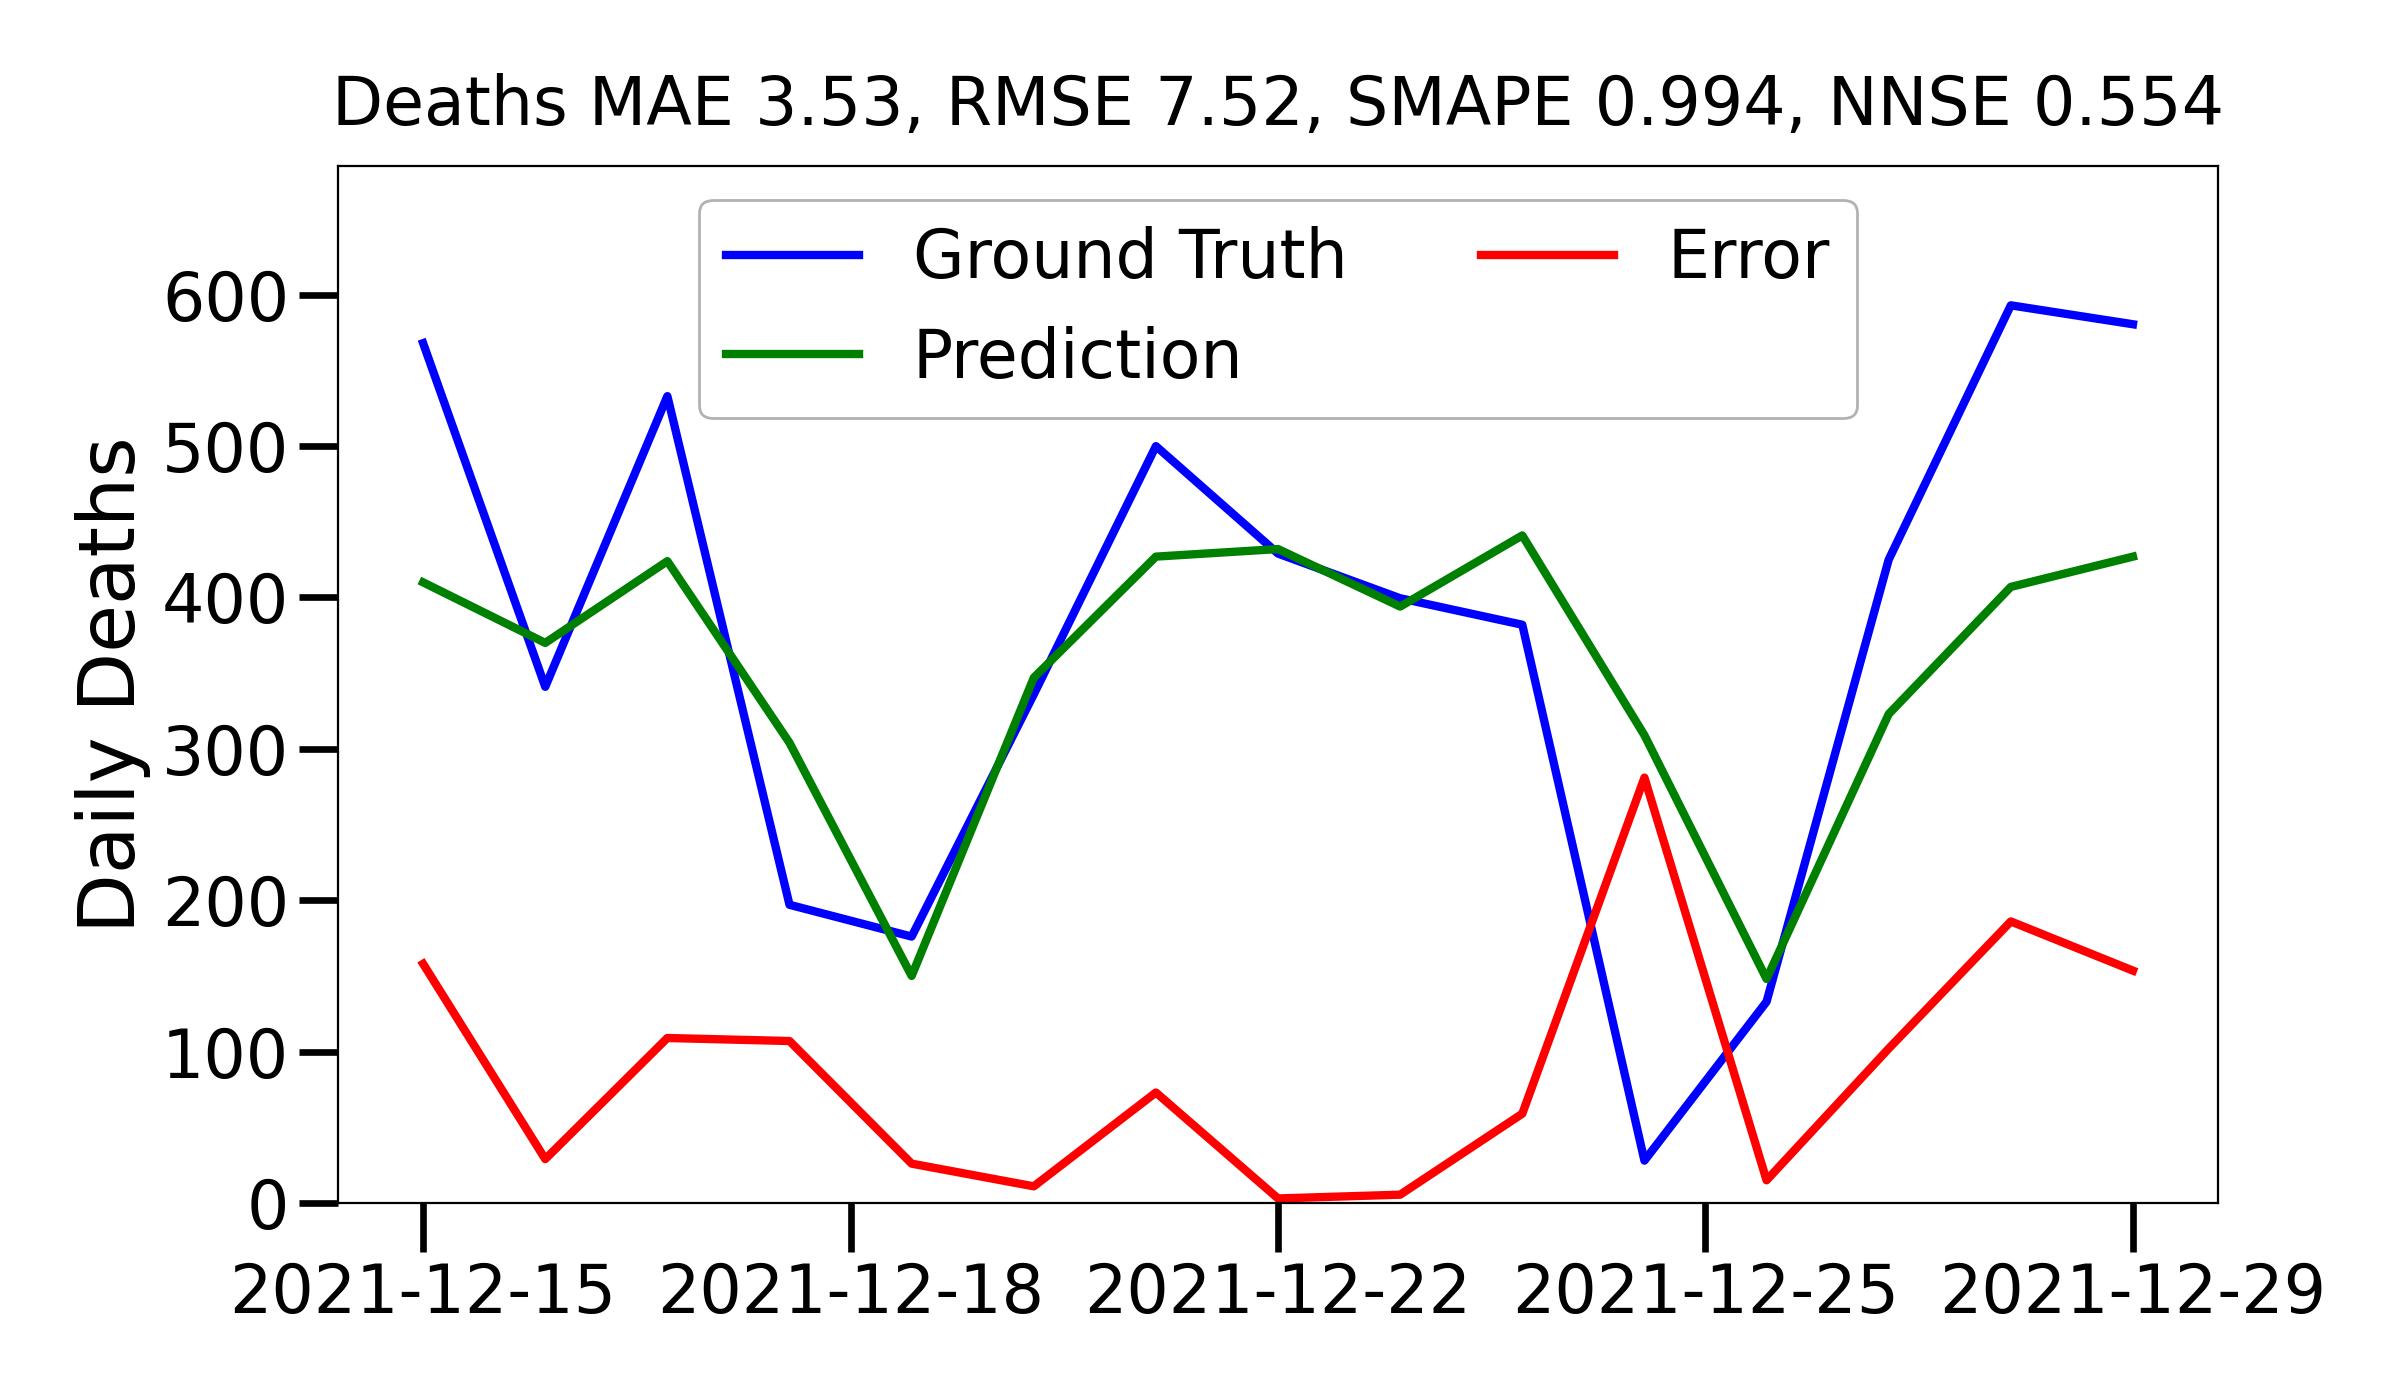 Deaths MAE 3.53, RMSE 7.52, SMAPE 0.994, NNSE 0.554
Ground Truth
Error
Prediction
Daily Deaths
600
500
400
300
200
100
0
2021-12-15 2021-12-18 2021-12-22 2021-12-25 2021-12-29